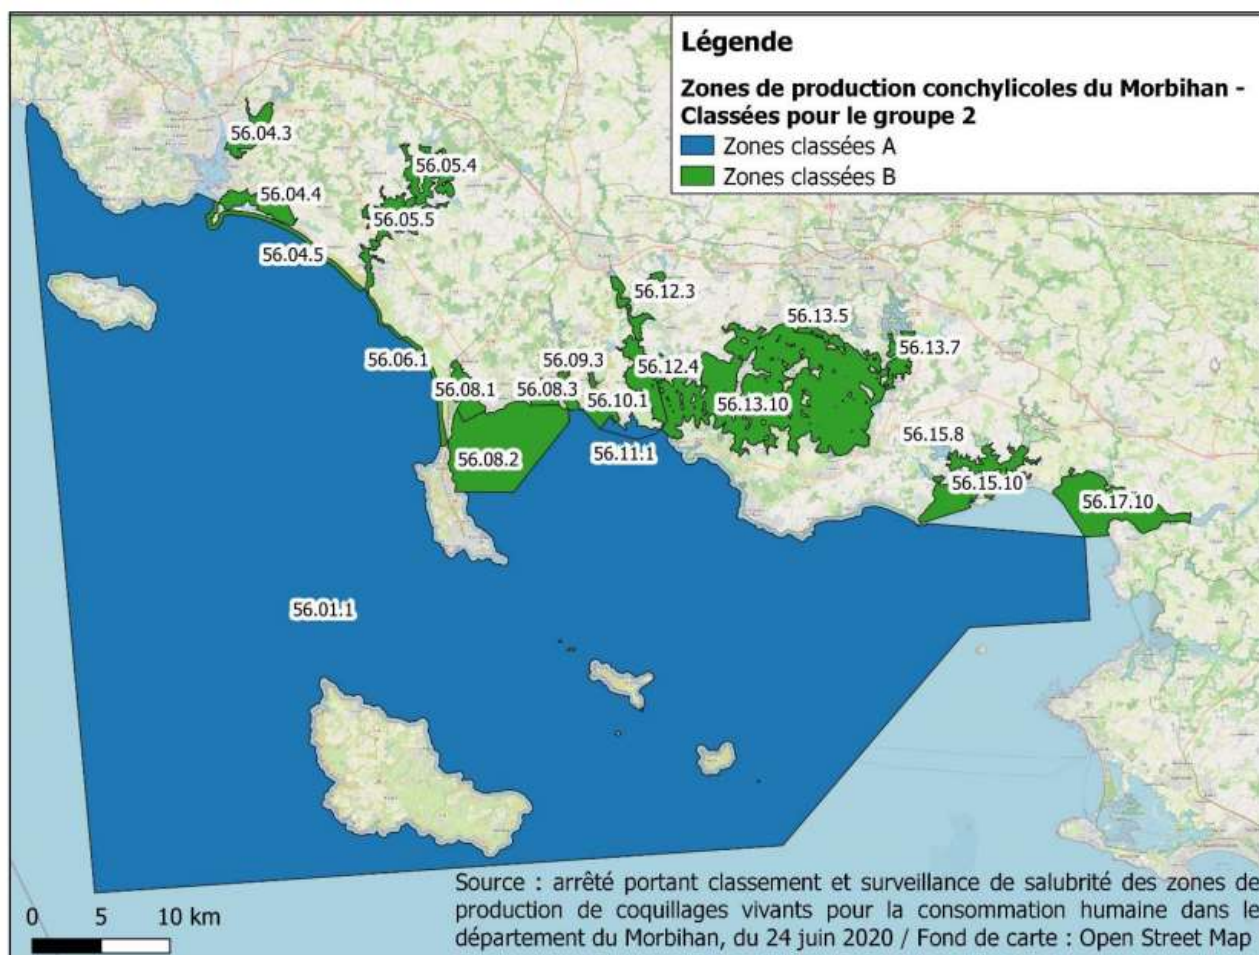 Légende
Zones de production conchylicoles du Morbihan -
Classées pour le groupe 2
Zones classées A
Zones classées B
56.04.3
56.05.4
56.04.4
56.05.5
56.04.5
56.12.3
56.13.5
56.13.7
56.06.1
56.09.3
56.12.4
56.08.1
56.08.3
56.10.1
56.13.10
56.15.8
56.11.1
56.08.2
56.15.10
56.17.10
56.01.1
Source : arrêté portant classement et surveillance de salubrité des zones de
production de coquillages vivants pour la consommation humaine dans le
département du Morbihan, du 24 juin 2020 / Fond de carte : Open Street Map
0 5 10 km